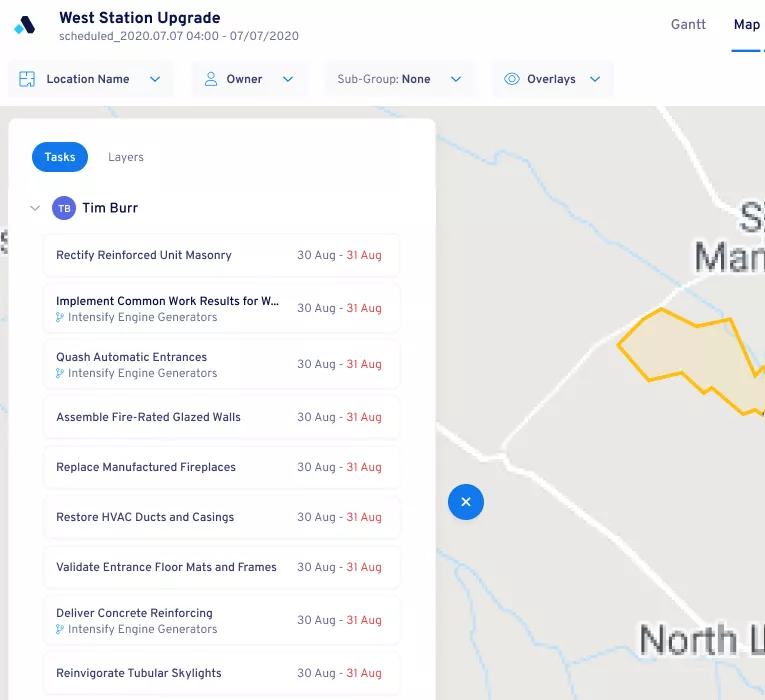 West Station Upgrade
scheduled_2020.07.07 04:00 - 07/07/2020
Gantt
Map
Location Name
Owner
Sub-Group: None
Overlays
Tasks
Layers
TB
Tim Burr
Rectify Reinforced Unit Masonry 30 Aug - 31 Aug
Implement Common Work Results for W... 30 Aug - 31 Aug
Intensify Engine Generators
Quash Automatic Entrances 30 Aug - 31 Aug
Intensify Engine Generators
Assemble Fire-Rated Glazed Walls 30 Aug - 31 Aug
Replace Manufactured Fireplaces 30 Aug - 31 Aug
Restore HVAC Ducts and Casings 30 Aug - 31 Aug
Validate Entrance Floor Mats and Frames 30 Aug - 31 Aug
Deliver Concrete Reinforcing 30 Aug - 31 Aug
Intensify Engine Generators
Reinvigorate Tubular Skylights 30 Aug - 31 Aug
Man
North